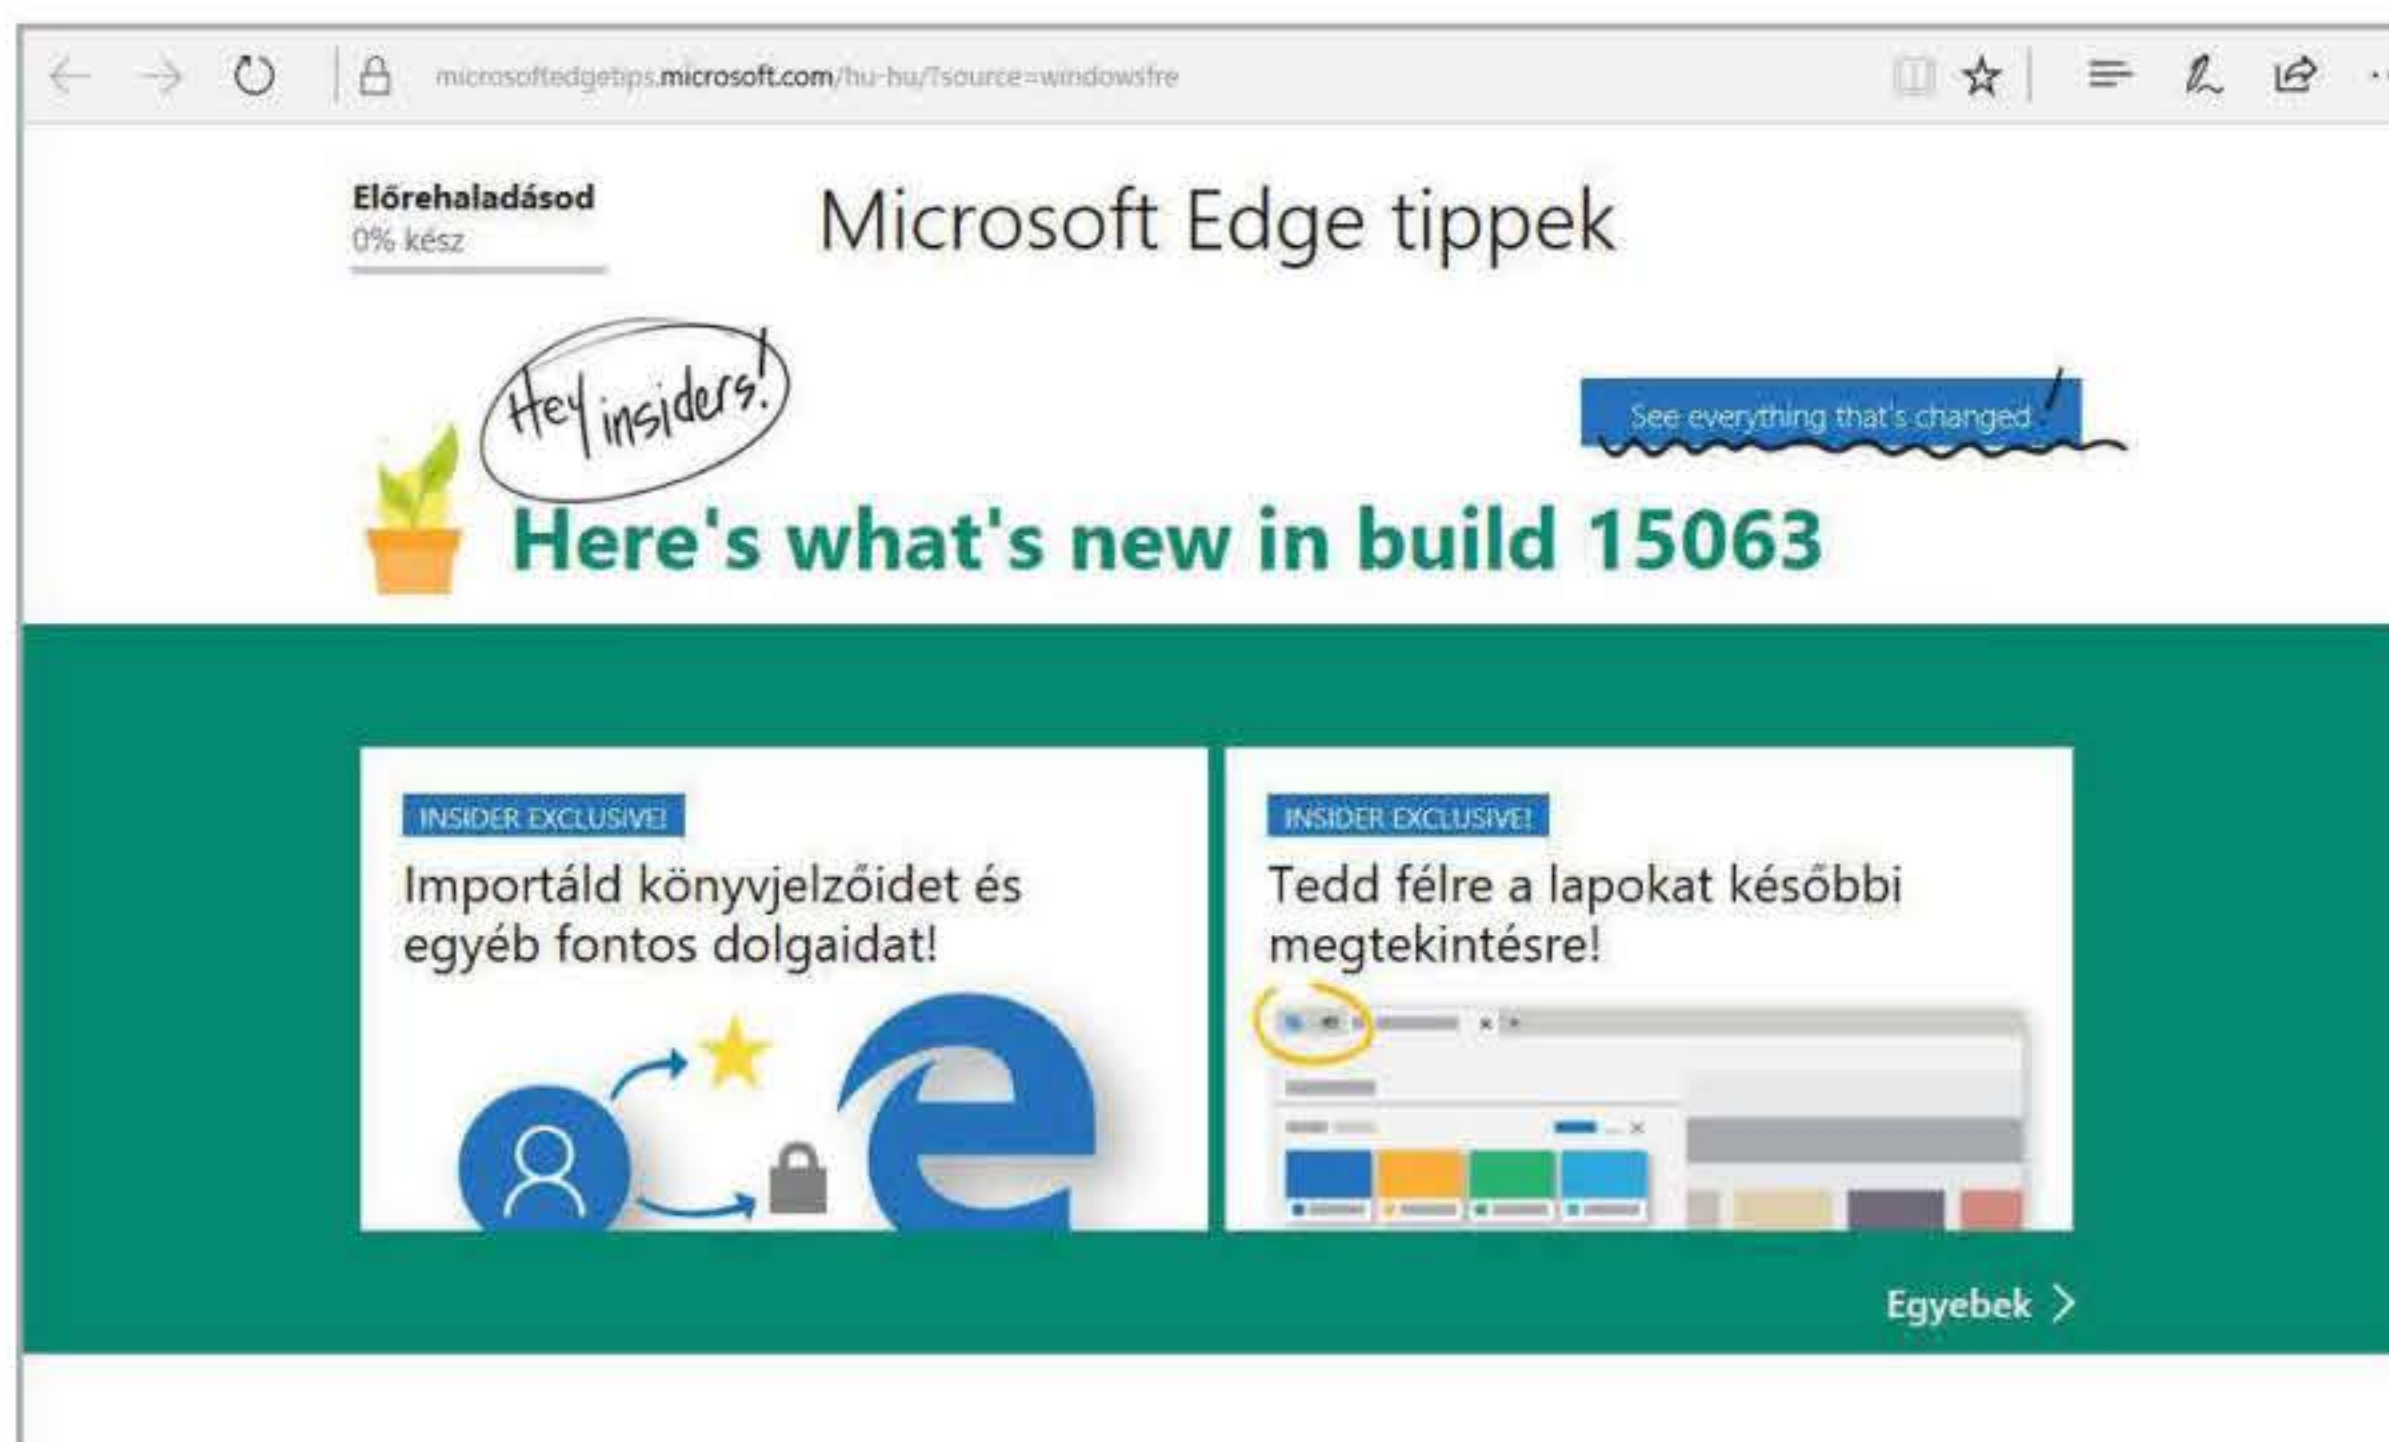 microsoftedgetips.microsoft.com/hu-hu/?source=windowsfre
Előrehaladásod
0% kész
Microsoft Edge tippek
Hey insiders!
See everything that's changed!
Here's what's new in build 15063
INSIDER EXCLUSIVE!
Importáld könyvjelzőidet és
egyéb fontos dolgaidat!
INSIDER EXCLUSIVE!
Tedd félre a lapokat későbbi
megtekintésre!
Egyebek